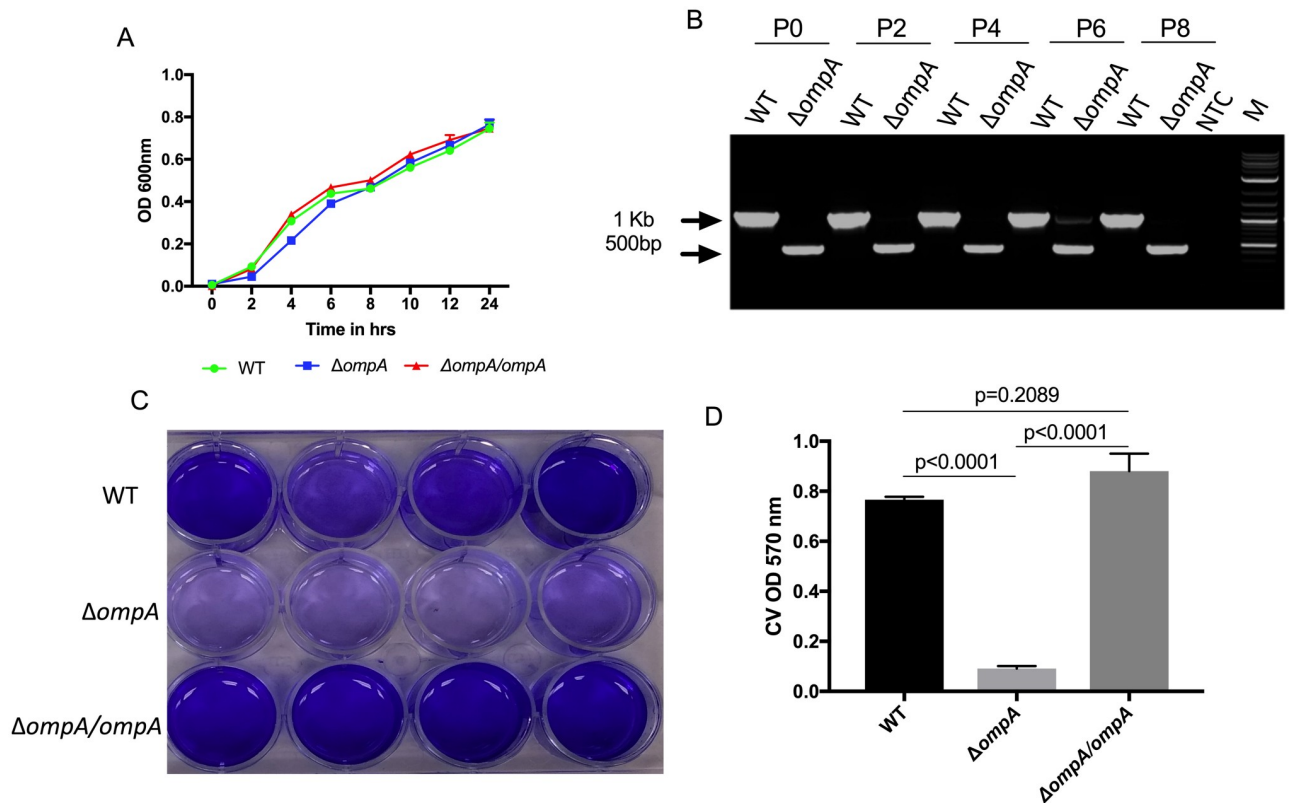 A
OD 600nm
1.0
0.8
0.6
0.4
0.2
0.0
0 2 4 6 8 10 12 24
Time in hrs
WT ΔompA ΔompA/ompA
B
P0 P2 P4 P6 P8
WT ΔompA WT ΔompA WT ΔompA WT ΔompA WT ΔompA NTC M
1 Kb
500bp
C
WT
ΔompA
ΔompA/ompA
D
p=0.2089
p<0.0001
p<0.0001
CV OD 570 nm
1.0
0.8
0.6
0.4
0.2
0.0
WT ΔompA ΔompA/ompA